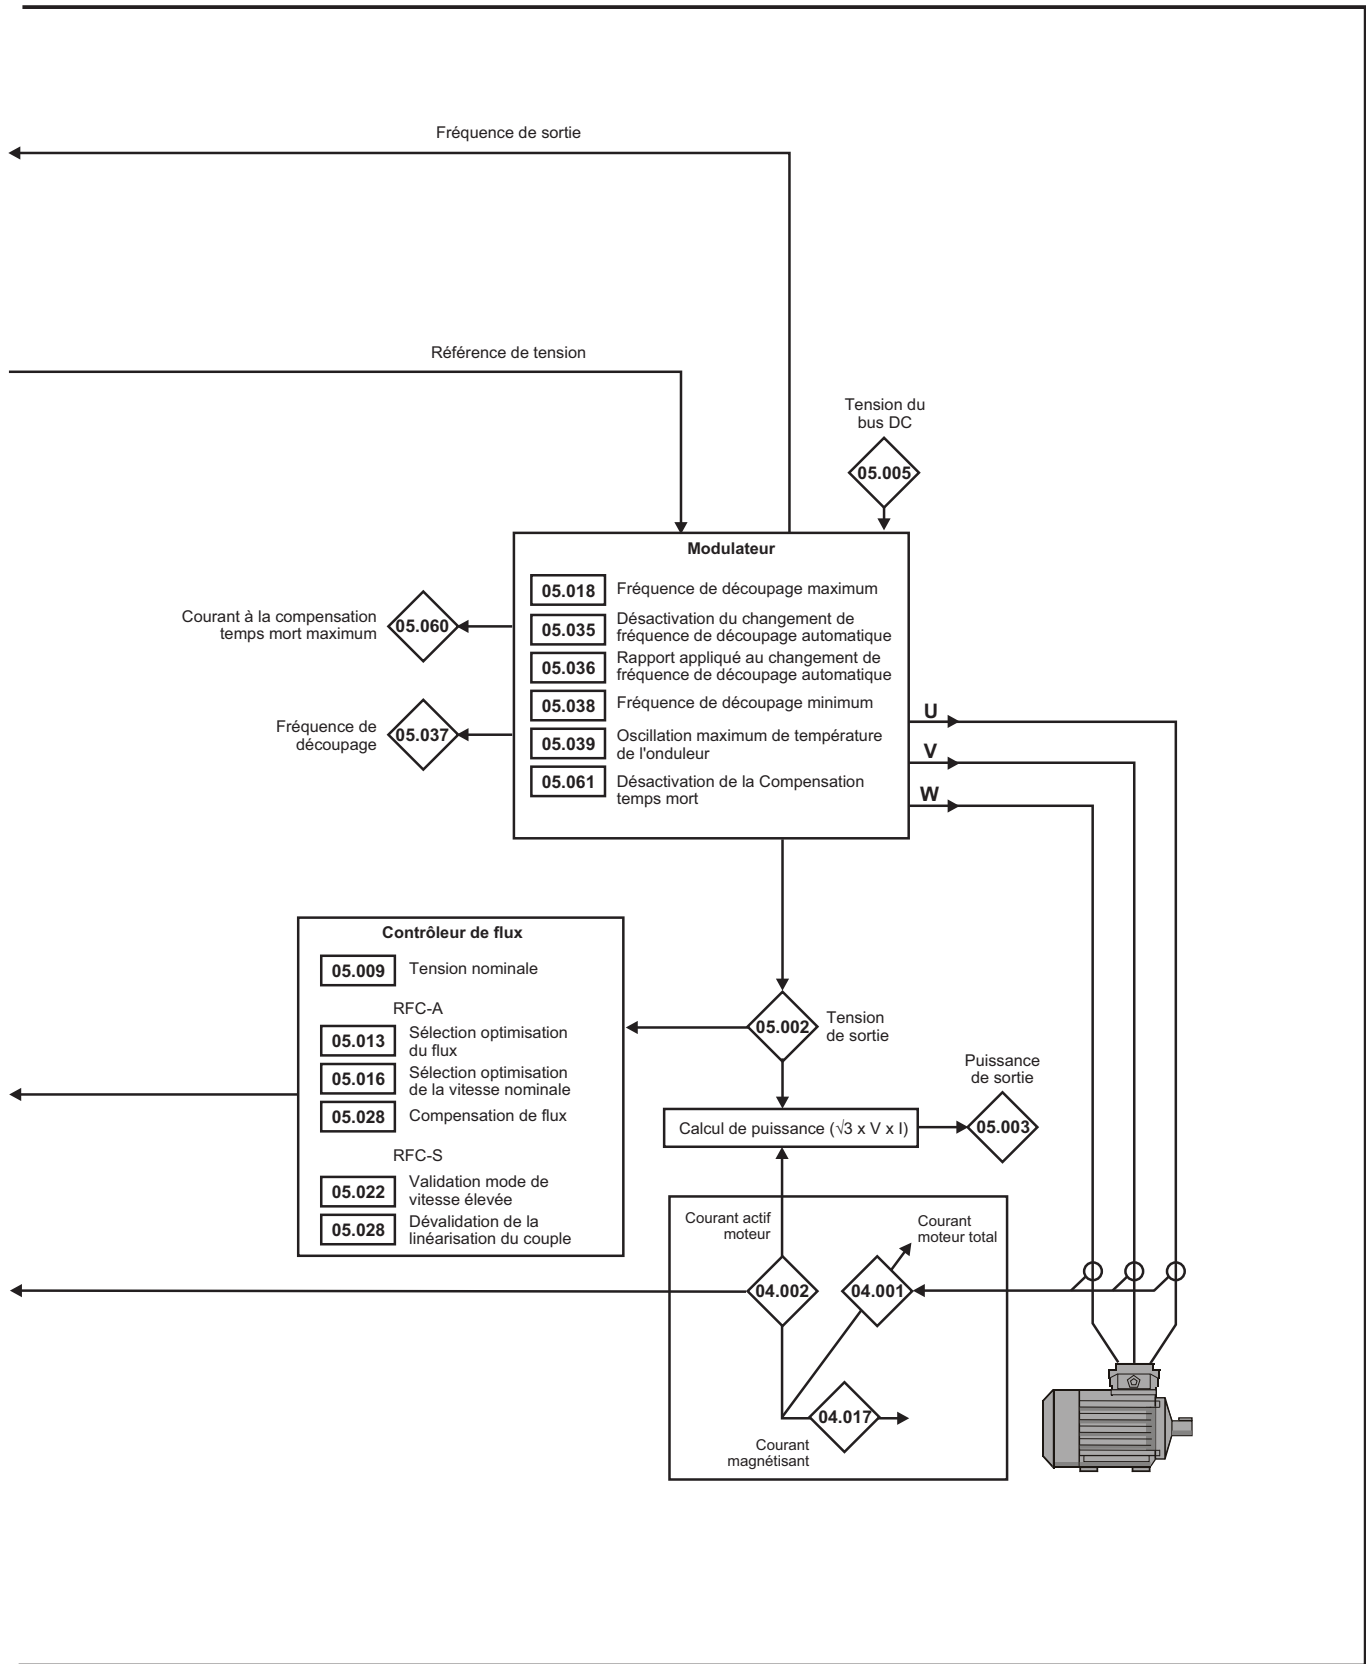 Fréquence de sortie
Référence de tension
Tension du
bus DC
05.005
Modulateur
05.018 Fréquence de découpage maximum
05.035 Désactivation du changement de
fréquence de découpage automatique
05.036 Rapport appliqué au changement de
fréquence de découpage automatique
05.038 Fréquence de découpage minimum
05.039 Oscillation maximum de température
de l'onduleur
05.061 Désactivation de la Compensation
temps mort
Courant à la compensation
temps mort maximum
05.060
Fréquence de
découpage
05.037
U
V
W
Contrôleur de flux
05.009 Tension nominale
RFC-A
05.013 Sélection optimisation
du flux
05.016 Sélection optimisation
de la vitesse nominale
05.028 Compensation de flux
RFC-S
05.022 Validation mode de
vitesse élevée
05.028 Dévalidation de la
linéarisation du couple
05.002
Tension
de sortie
Puissance
de sortie
Calcul de puissance (√3 x V x I)
05.003
Courant actif
moteur
Courant
moteur total
04.002
04.001
04.017
Courant
magnétisant